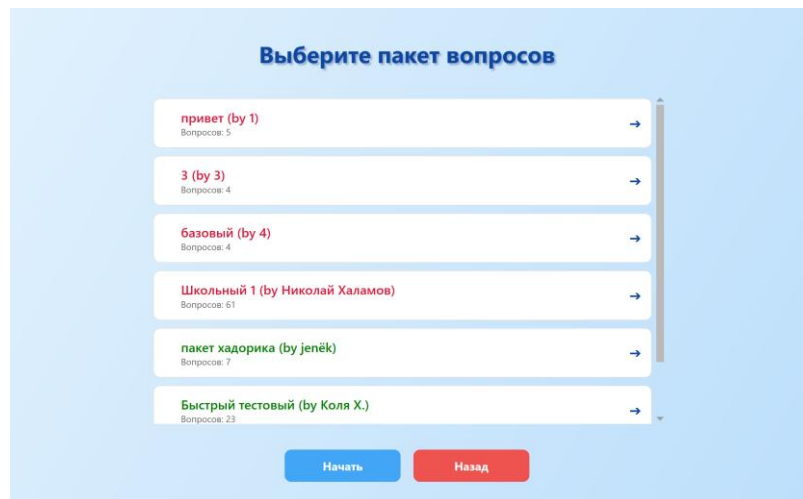 Выберите пакет вопросов
привет (by 1)
Вопросов: 5
3 (by 3)
Вопросов: 4
базовый (by 4)
Вопросов: 4
Школьный 1 (by Николай Халамов)
Вопросов: 61
пакет хадорика (by jenëk)
Вопросов: 7
Быстрый тестовый (by Коля Х.)
Вопросов: 23
Начать
Назад